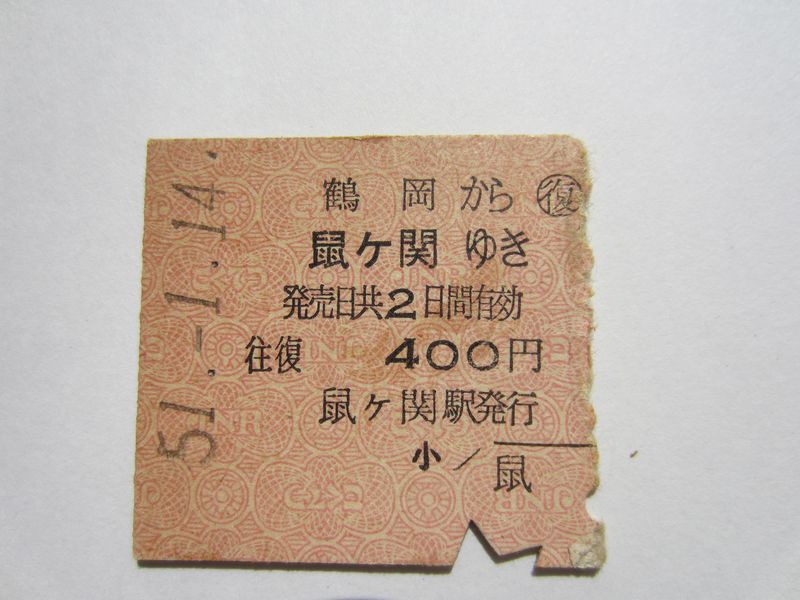 鶴岡から ㊝復
鼠ヶ関ゆき
発売日共2日間有効
往復 400円
鼠ヶ関駅発行
小/鼠
51.-1.14.